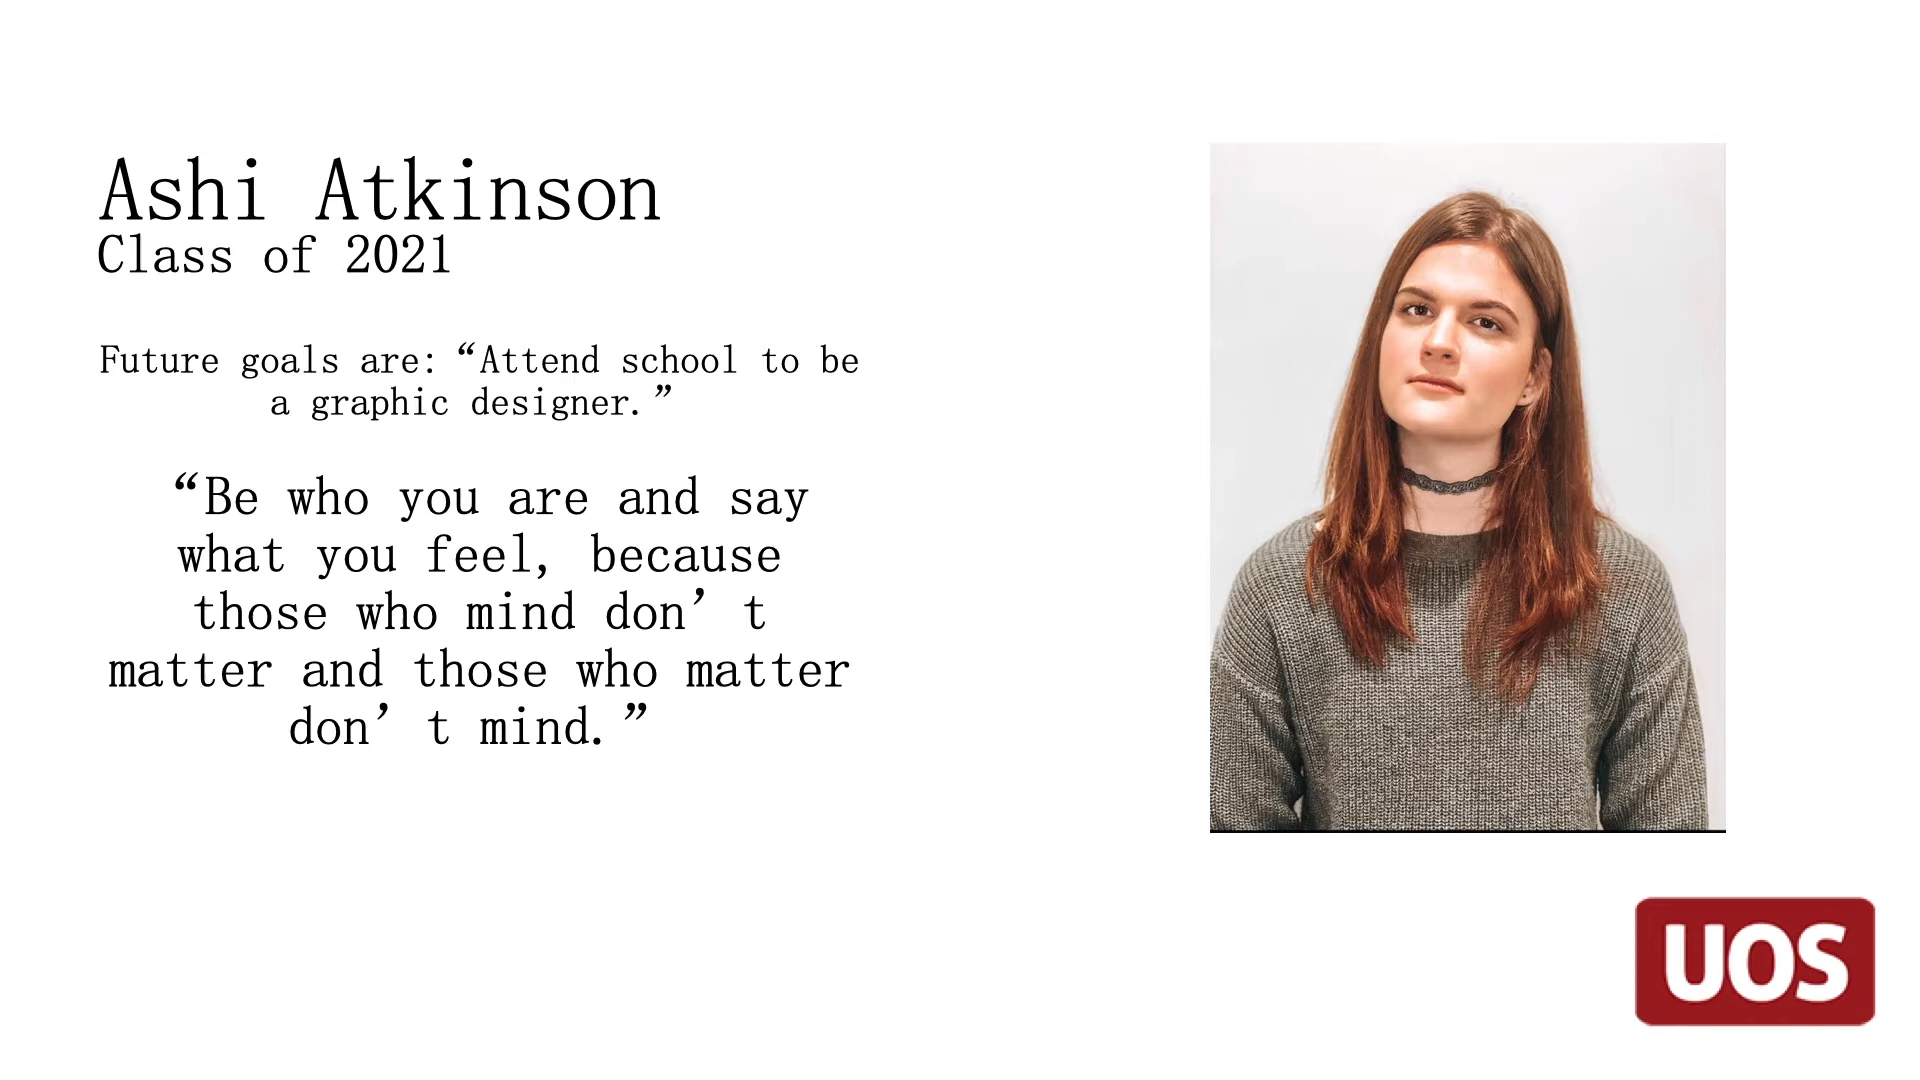 Ashi Atkinson
Class of 2021
Future goals are: “Attend school to be
a graphic designer.”
“Be who you are and say
what you feel, because
those who mind don’t
matter and those who matter
don’t mind.”
UOS